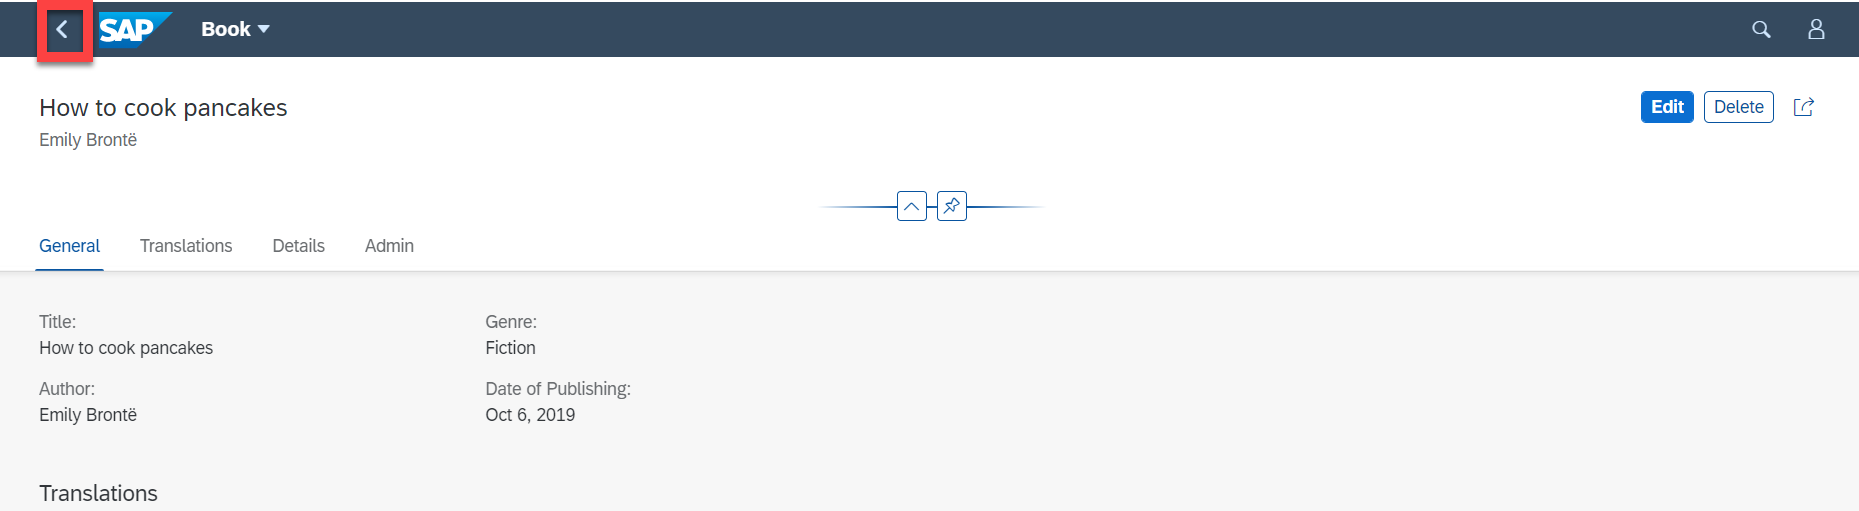 SAP Book
How to cook pancakes
Edit Delete
Emily Brontë
General Translations Details Admin
Title: Genre:
How to cook pancakes Fiction
Author: Date of Publishing:
Emily Brontë Oct 6, 2019
Translations